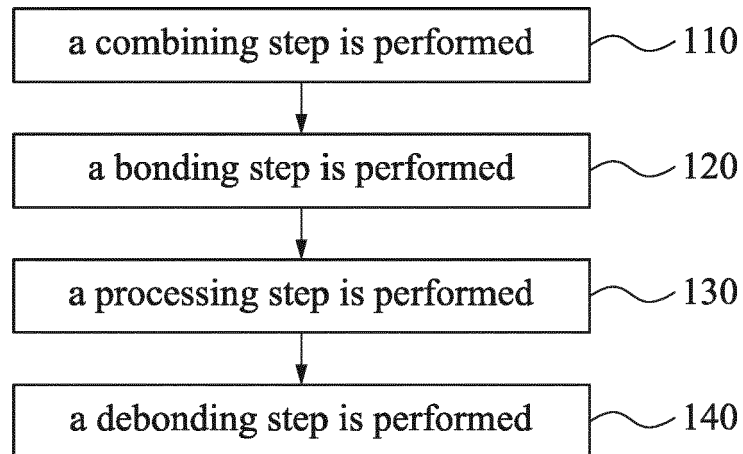 a combining step is performed 110
a bonding step is performed 120
a processing step is performed 130
a debonding step is performed 140